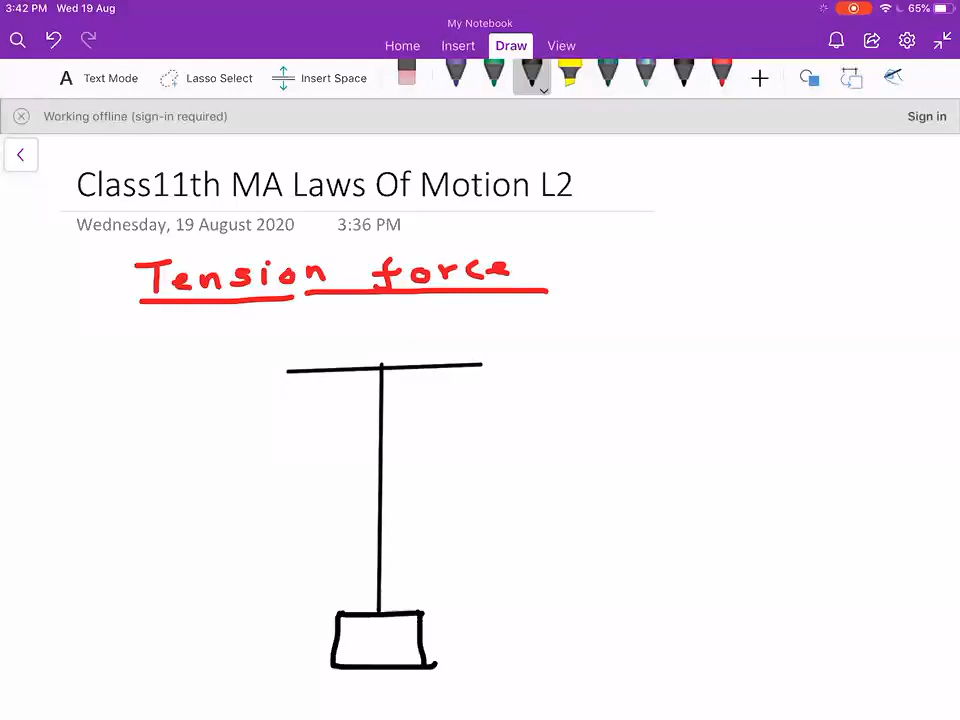 3:42 PM Wed 19 Aug 65%
My Notebook
Home Insert Draw View
A Text Mode Lasso Select Insert Space
Working offline (sign-in required) Sign in
Class11th MA Laws Of Motion L2
Wednesday, 19 August 2020 3:36 PM
Tension force